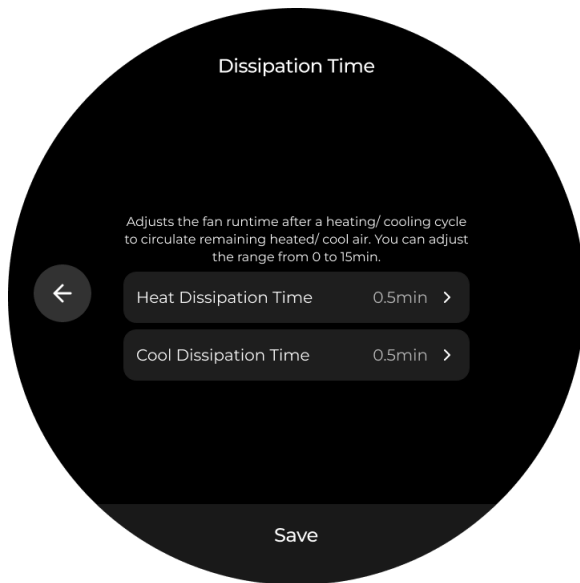 Dissipation Time
Adjusts the fan runtime after a heating/ cooling cycle
to circulate remaining heated/ cool air. You can adjust
the range from 0 to 15min.
Heat Dissipation Time 0.5min
Cool Dissipation Time 0.5min
Save